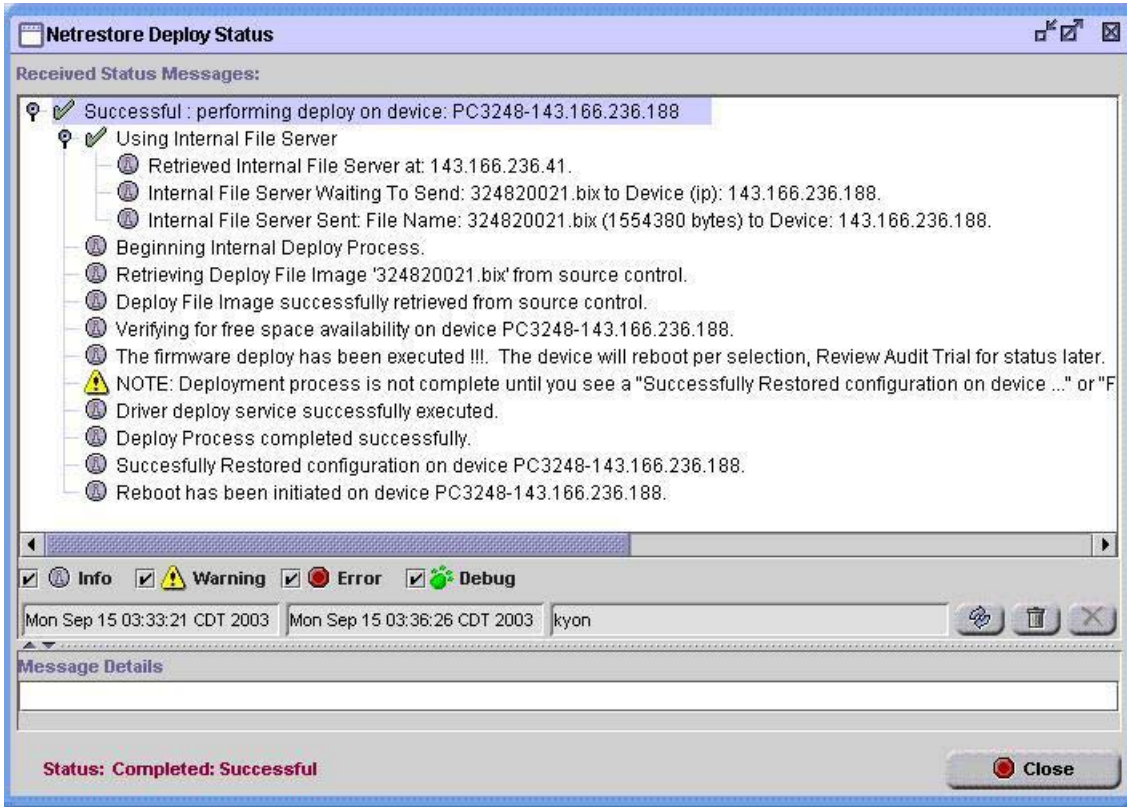 Netrestore Deploy Status
Received Status Messages:
Successful : performing deploy on device: PC3248-143.166.236.188
Using Internal File Server
Retrieved Internal File Server at: 143.166.236.41.
Internal File Server Waiting To Send: 324820021.bix to Device (ip): 143.166.236.188.
Internal File Server Sent: File Name: 324820021.bix (1554380 bytes) to Device: 143.166.236.188.
Beginning Internal Deploy Process.
Retrieving Deploy File Image '324820021.bix' from source control.
Deploy File Image successfully retrieved from source control.
Verifying for free space availability on device PC3248-143.166.236.188.
The firmware deploy has been executed !!!. The device will reboot per selection, Review Audit Trial for status later.
NOTE: Deployment process is not complete until you see a "Successfully Restored configuration on device ..." or "F
Driver deploy service successfully executed.
Deploy Process completed successfully.
Succesfully Restored configuration on device PC3248-143.166.236.188.
Reboot has been initiated on device PC3248-143.166.236.188.
Info Warning Error Debug
Mon Sep 15 03:33:21 CDT 2003 Mon Sep 15 03:36:26 CDT 2003 kyon
Message Details
Status: Completed: Successful Close